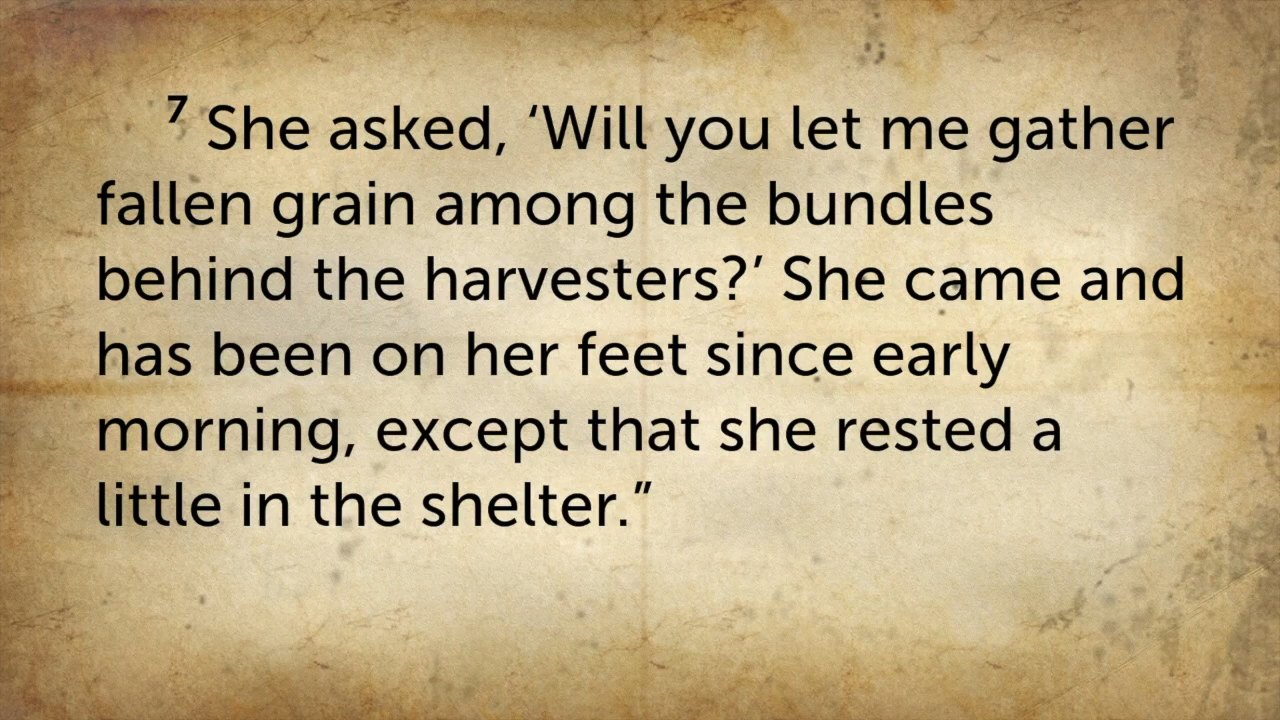 ⁷ She asked, ‘Will you let me gather
fallen grain among the bundles
behind the harvesters?’ She came and
has been on her feet since early
morning, except that she rested a
little in the shelter.”